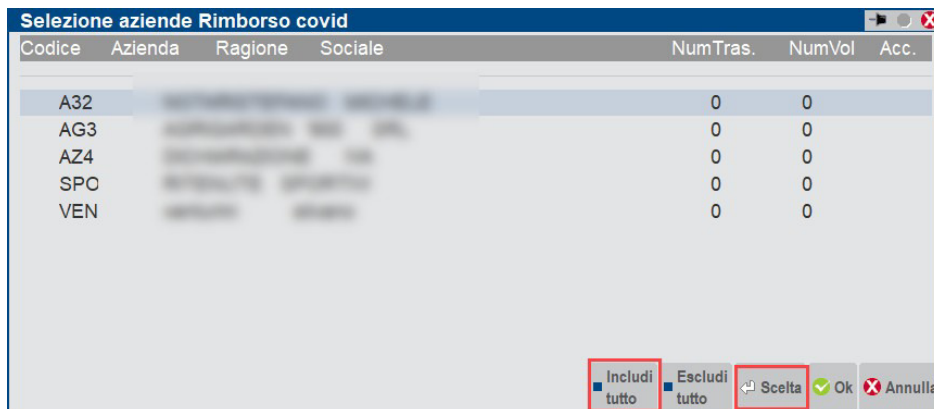 Selezione aziende Rimborso covid
Codice Azienda Ragione Sociale NumTras. NumVol Acc.
A32 0 0
AG3 0 0
AZ4 0 0
SPO 0 0
VEN 0 0
Includi tutto Escludi tutto Scelta Ok Annulla